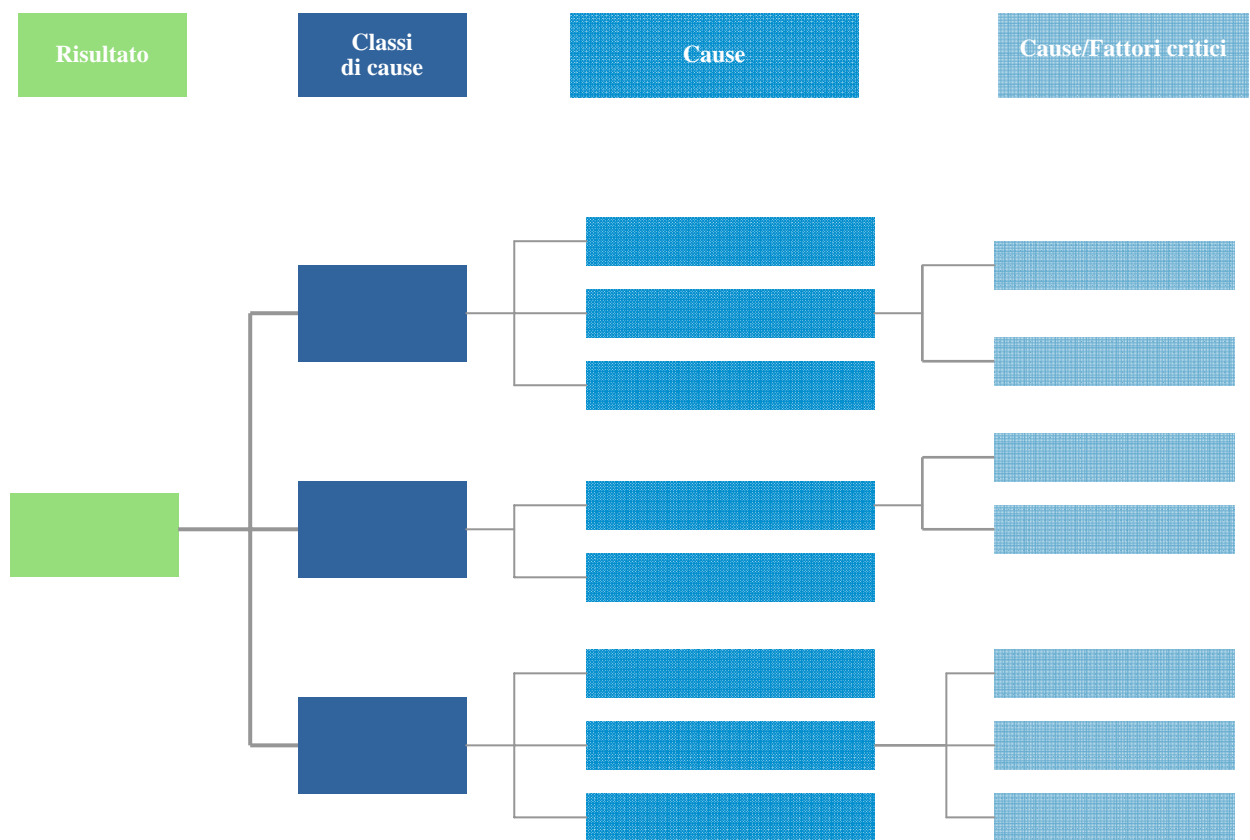 Risultato
Classi
di cause
Cause
Cause/Fattori critici